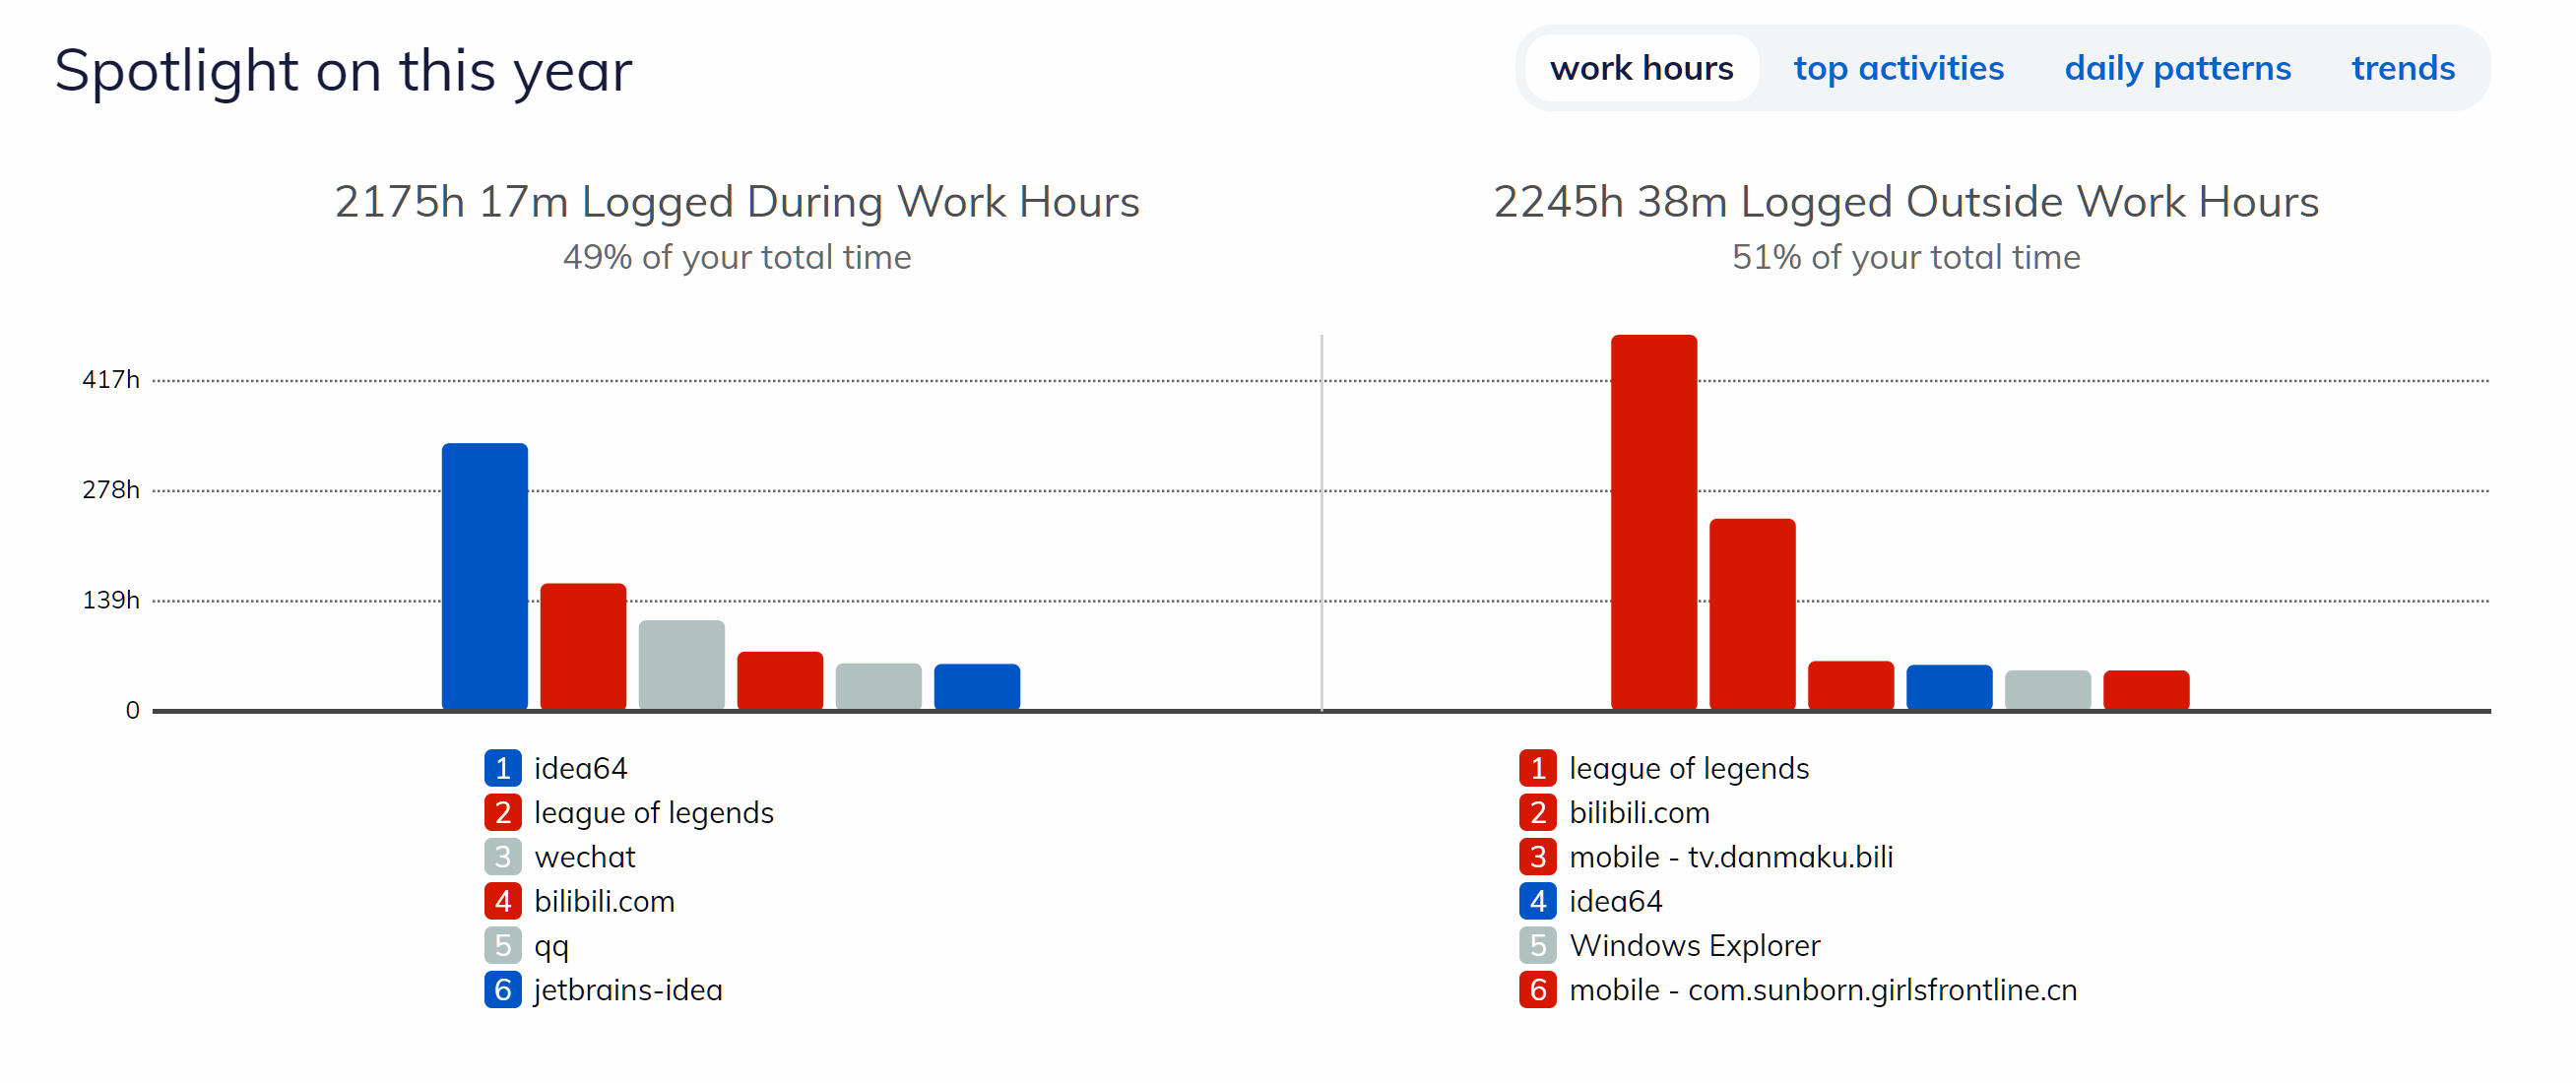 Spotlight on this year
work hours top activities daily patterns trends
2175h 17m Logged During Work Hours
49% of your total time
2245h 38m Logged Outside Work Hours
51% of your total time
417h
278h
139h
0
1 idea64
2 league of legends
3 wechat
4 bilibili.com
5 qq
6 jetbrains-idea
1 league of legends
2 bilibili.com
3 mobile - tv.danmaku.bili
4 idea64
5 Windows Explorer
6 mobile - com.sunborn.girlsfrontline.cn